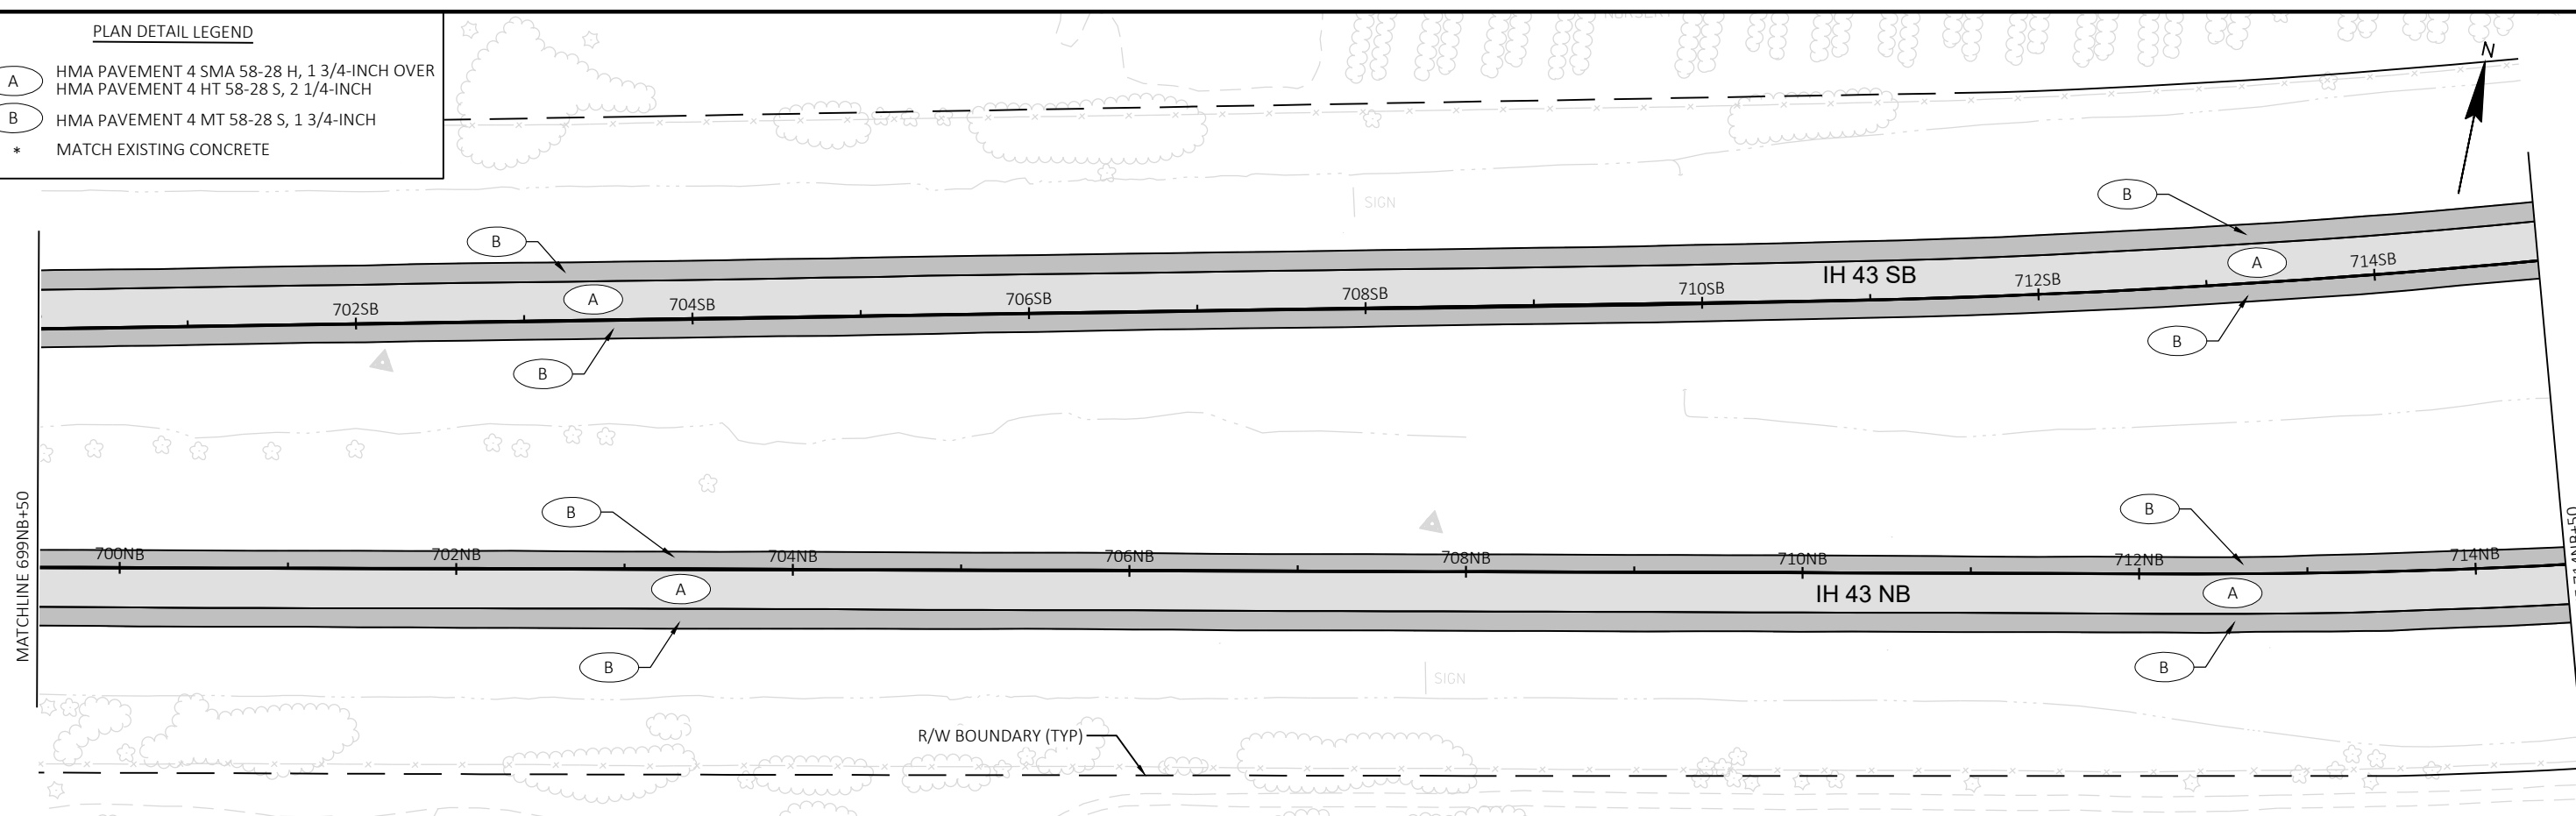 PLAN DETAIL LEGEND
A HMA PAVEMENT 4 SMA 58-28 H, 1 3/4-INCH OVER
HMA PAVEMENT 4 HT 58-28 S, 2 1/4-INCH
B HMA PAVEMENT 4 MT 58-28 S, 1 3/4-INCH
* MATCH EXISTING CONCRETE
NURSERY
N
SIGN
B
B
A
A
702SB
704SB
706SB
708SB
710SB
IH 43 SB
712SB
714SB
B
B
MATCHLINE 699NB+50
B
B
700NB
702NB
704NB
706NB
708NB
710NB
712NB
714NB
714NB+50
A
IH 43 NB
A
B
B
SIGN
R/W BOUNDARY (TYP)